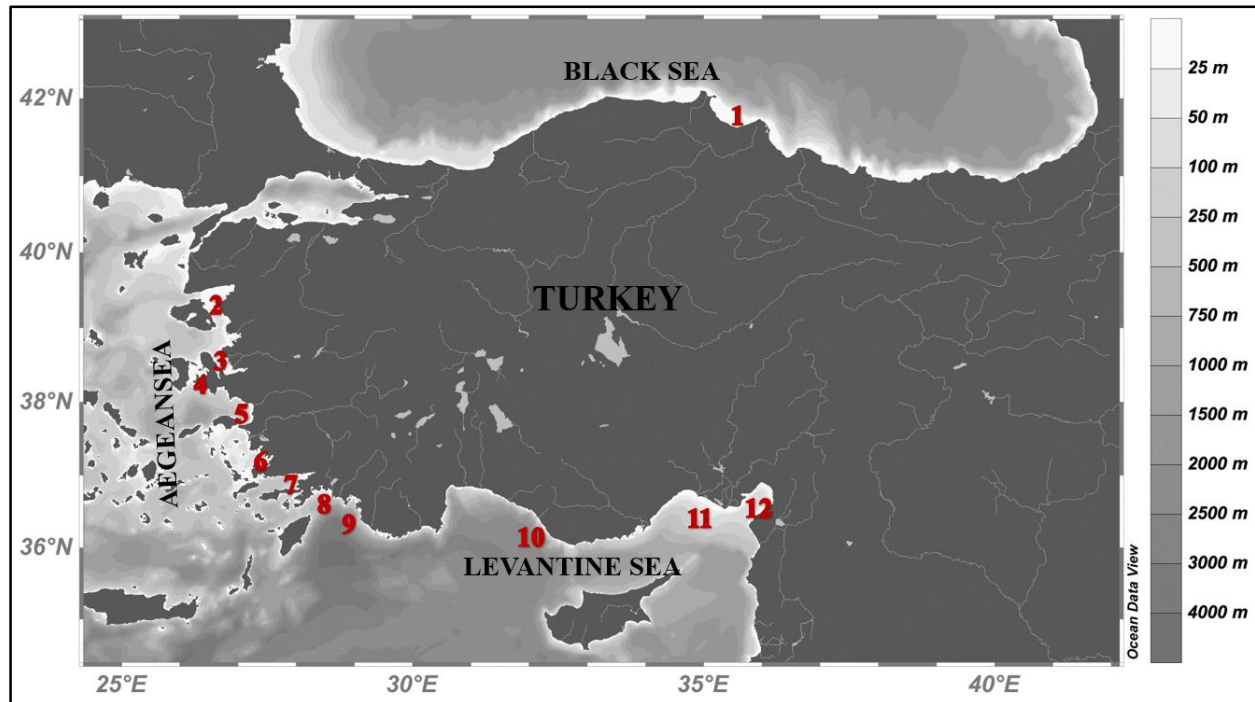 BLACK SEA
TURKEY
AEGEANSEA
LEVANTINE SEA
1
2
3
4
5
6
7
8
9
10
11
12
42°N
40°N
38°N
36°N
25°E
30°E
35°E
40°E
25 m
50 m
100 m
250 m
500 m
750 m
1000 m
1500 m
2000 m
3000 m
4000 m
Ocean Data View